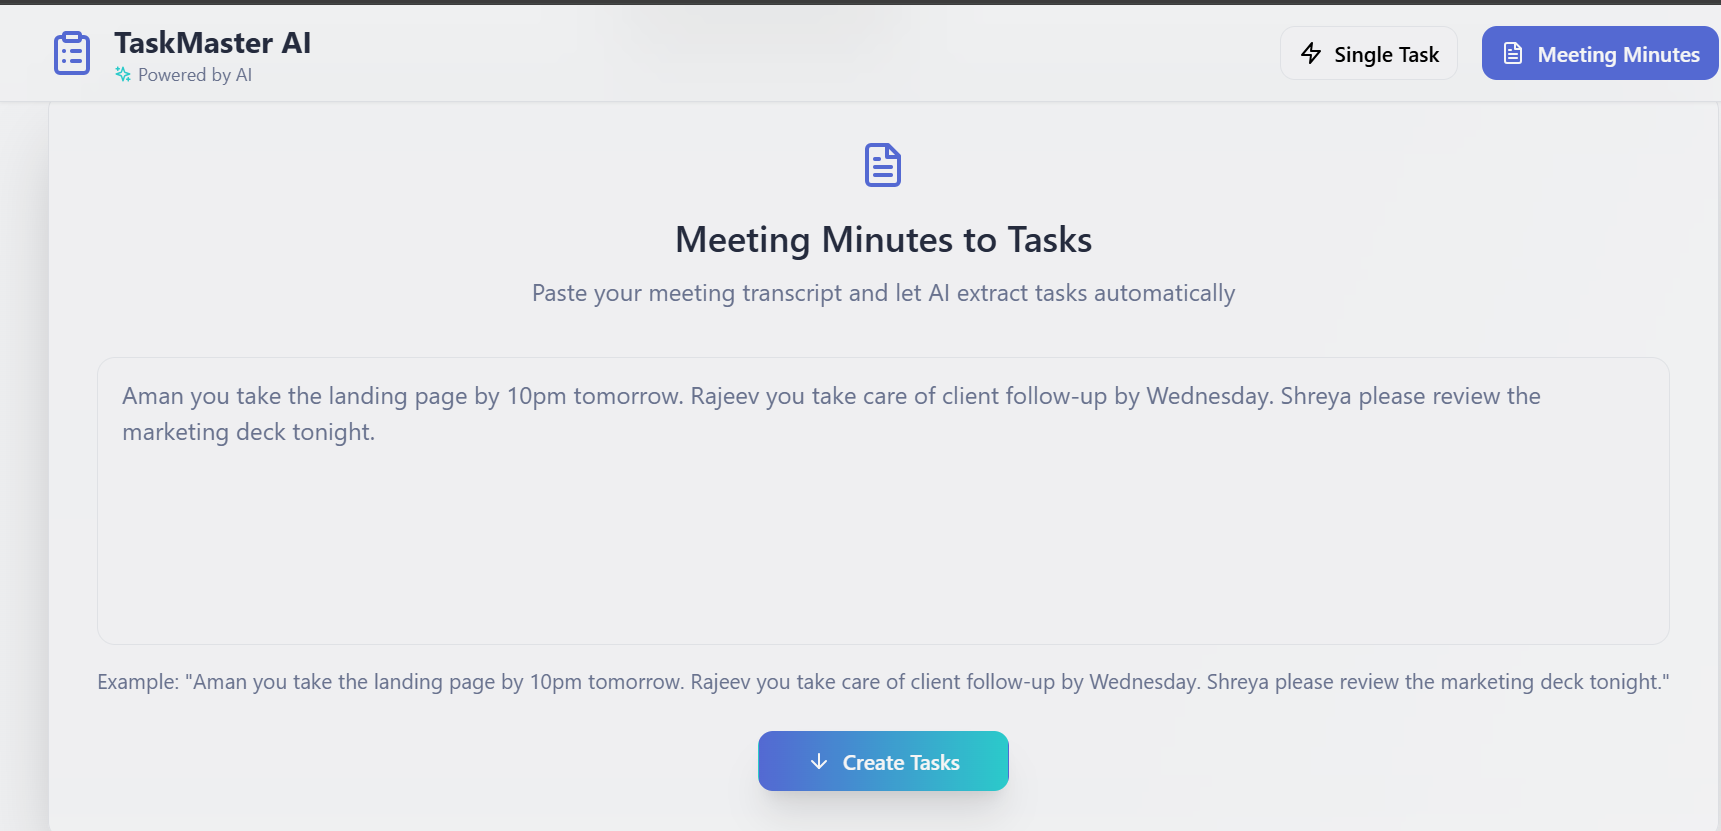 TaskMaster AI
Powered by AI
Single Task
Meeting Minutes
Meeting Minutes to Tasks
Paste your meeting transcript and let AI extract tasks automatically
Aman you take the landing page by 10pm tomorrow. Rajeev you take care of client follow-up by Wednesday. Shreya please review the
marketing deck tonight.
Example: "Aman you take the landing page by 10pm tomorrow. Rajeev you take care of client follow-up by Wednesday. Shreya please review the marketing deck tonight."
Create Tasks